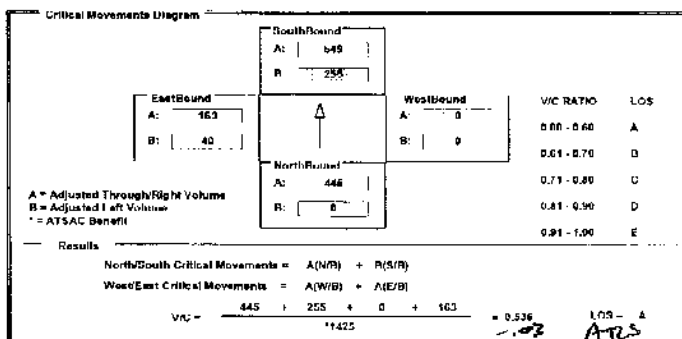 Critical Movements Diagram
SouthBound
A: 549
B: 255
EastBound
A: 163
B: 40
WestBound
A: 0
B: 0
NorthBound
A: 445
B: 0
V/C RATIO LOS
0.00 - 0.60 A
0.61 - 0.70 B
0.71 - 0.80 C
0.81 - 0.90 D
0.91 - 1.00 E
A = Adjusted Through/Right Volume
B = Adjusted Left Volume
* = ATSAC Benefit
Results
North/South Critical Movements = A(N/B) + B(S/B)
West/East Critical Movements = A(W/B) + A(E/B)
V/C = 445 + 255 + 0 + 163 = 0.536 LOS = A
*1425
-.03